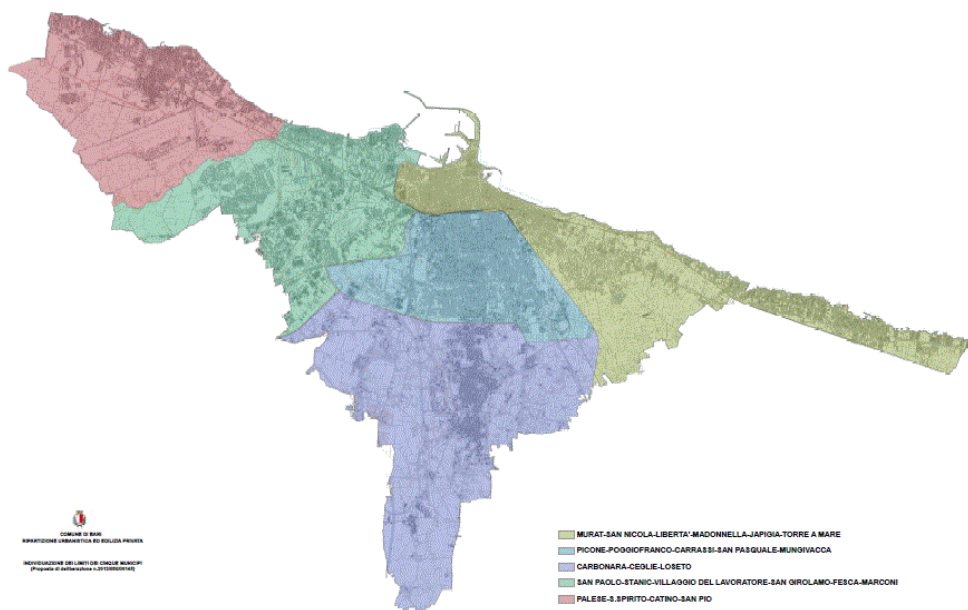 COMUNE DI BARI
RIPARTIZIONE URBANISTICA ED EDILIZIA PRIVATA
INDIVIDUAZIONE DEI LIMITI DEI CINQUE MUNICIPI
MURAT-SAN NICOLA-LIBERTA'-MADONNELLA-JAPIGIA-TORRE A MARE
PICONE-POGGIOFRANCO-CARRASSI-SAN PASQUALE-MUNGIVACCA
CARBONARA-CEGLIE-LOSETO
SAN PAOLO-STANIC-VILLAGGIO DEL LAVORATORE-SAN GIROLAMO-FESCA-MARCONI
PALESE-S.SPIRITO-CATINO-SAN PIO